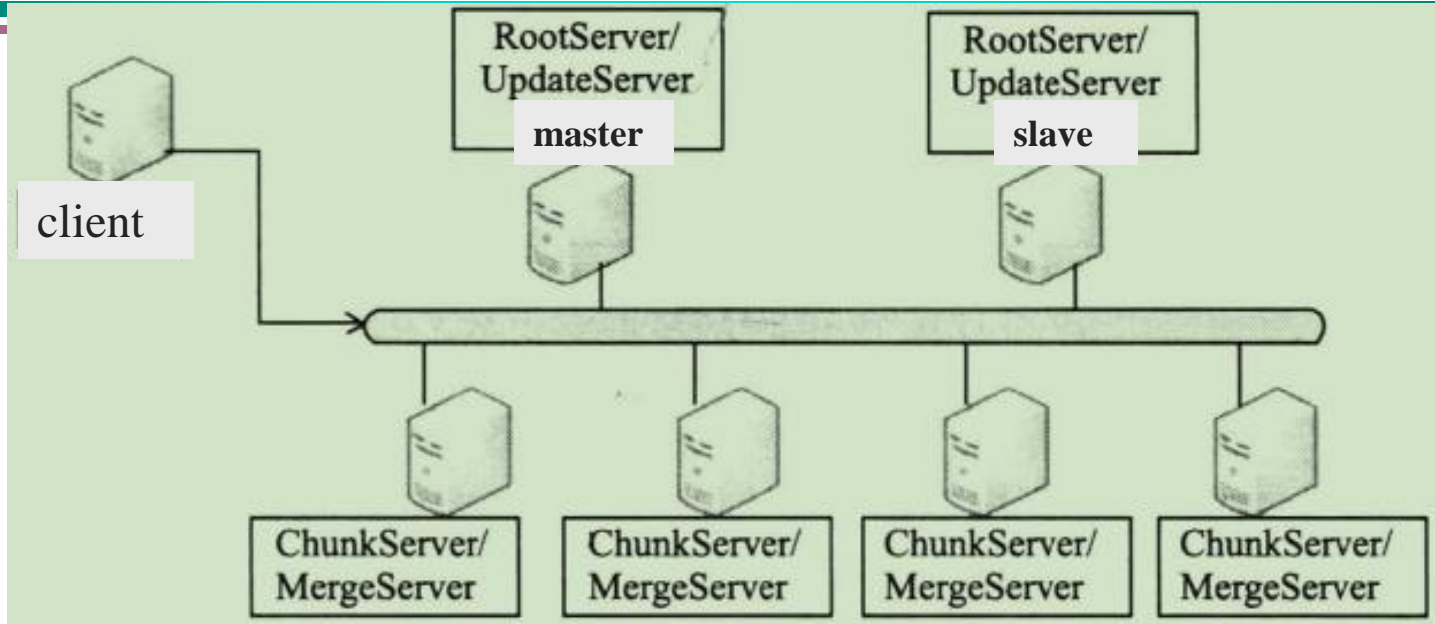 RootServer/
UpdateServer
master
RootServer/
UpdateServer
slave
client
ChunkServer/
MergeServer
ChunkServer/
MergeServer
ChunkServer/
MergeServer
ChunkServer/
MergeServer